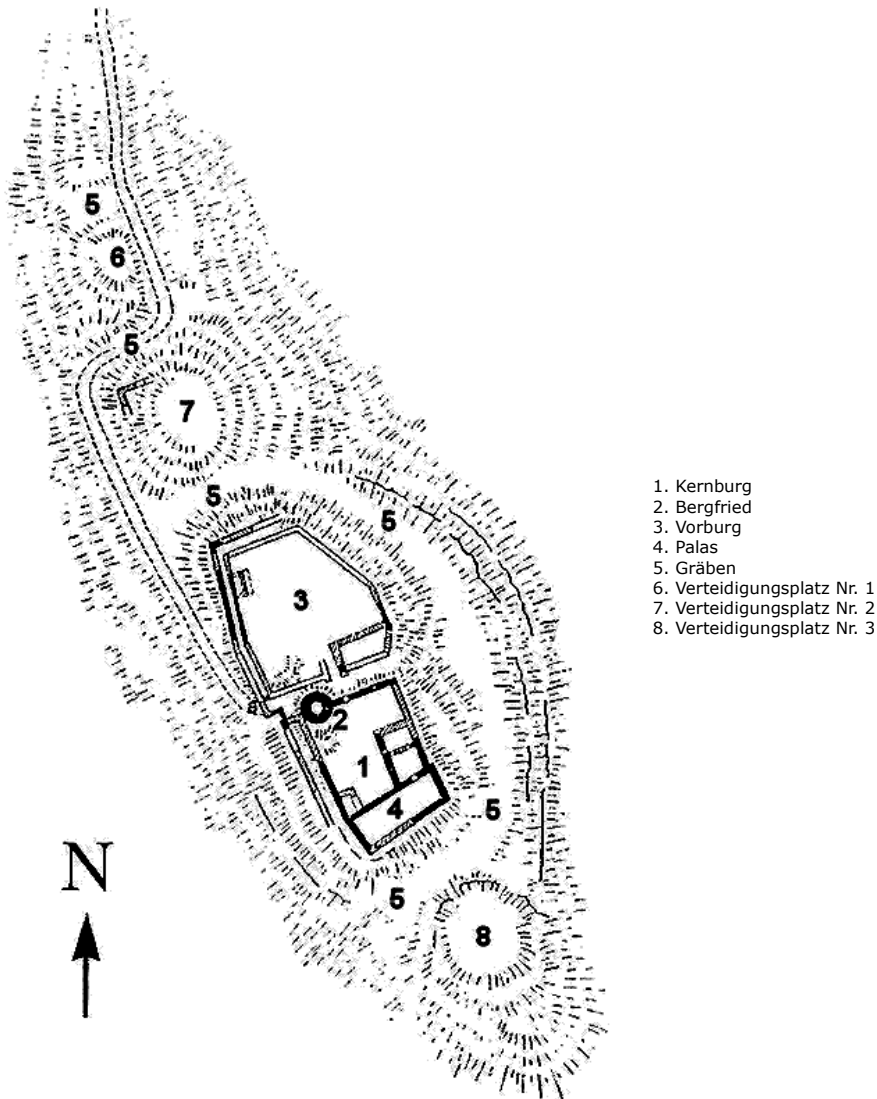 5
6
5
7
5
5
3
2
1
4
5
5
8
N
1. Kernburg
2. Bergfried
3. Vorburg
4. Palas
5. Gräben
6. Verteidigungsplatz Nr. 1
7. Verteidigungsplatz Nr. 2
8. Verteidigungsplatz Nr. 3